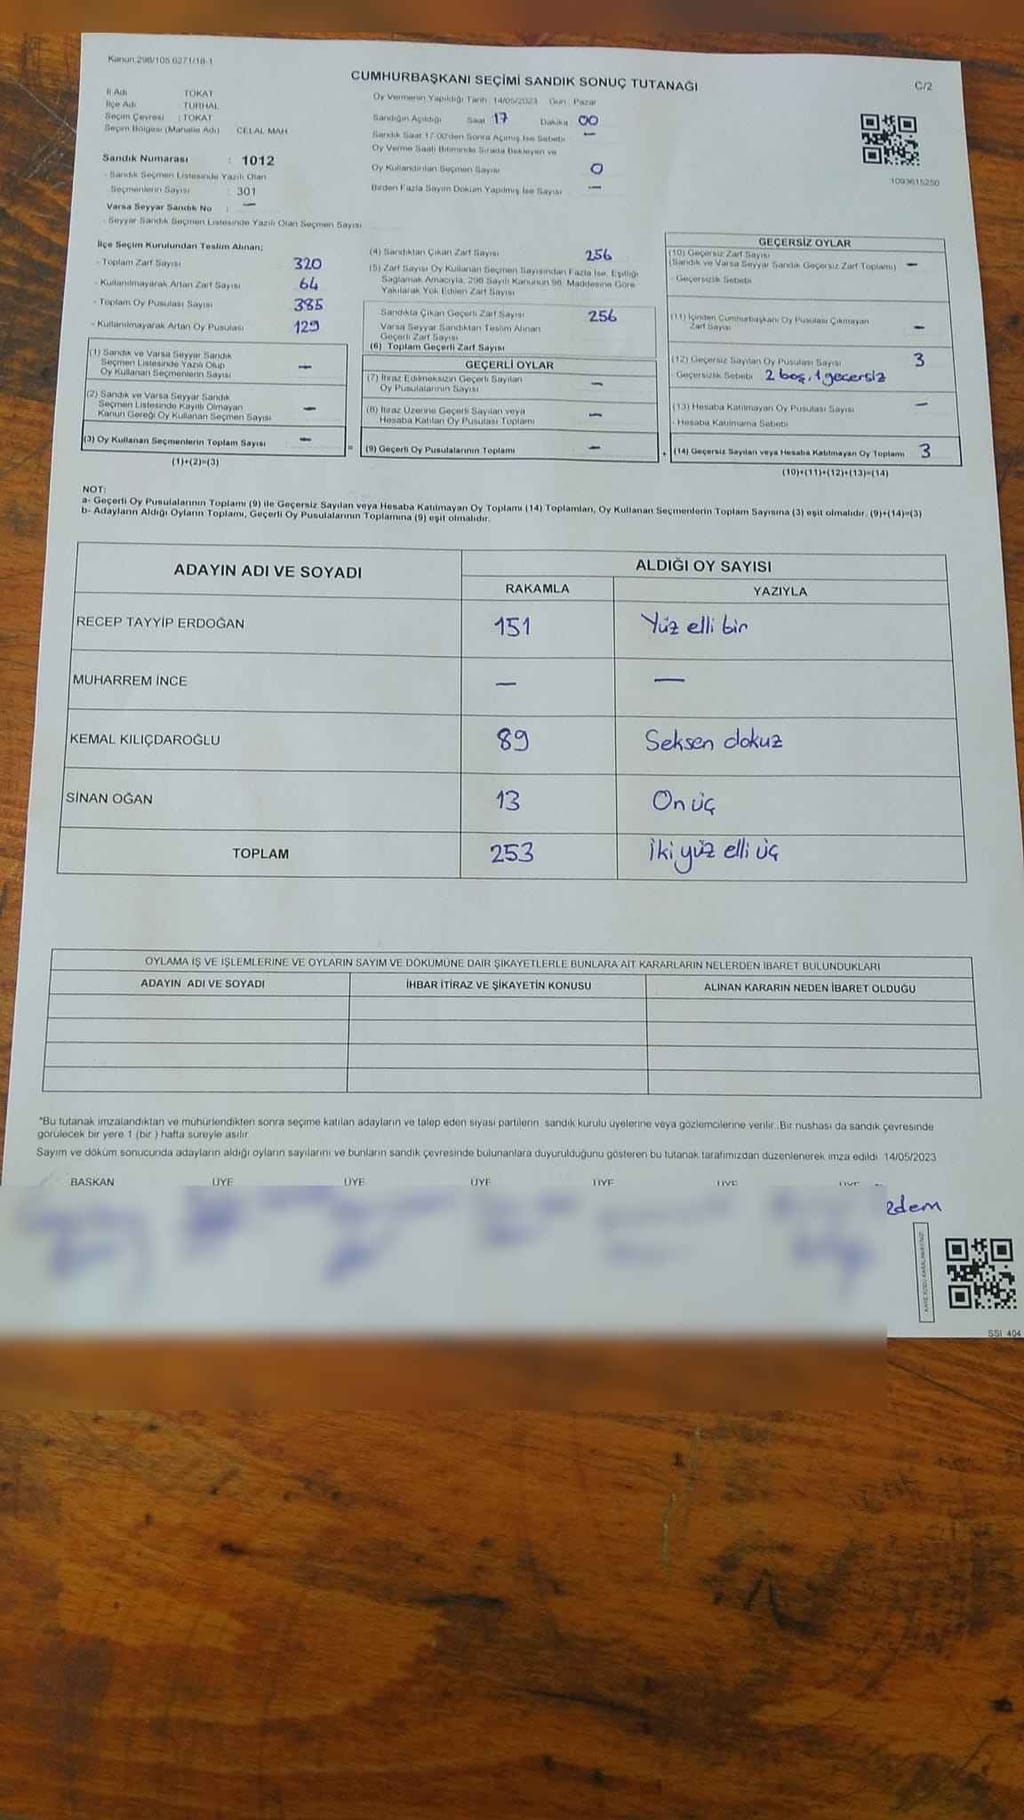 Kanun 298/105 6271/18-1
CUMHURBAŞKANI SEÇİMİ SANDIK SONUÇ TUTANAĞI
C/2
İl Adı TOKAT
İlçe Adı TURHAL
Seçim Çevresi : TOKAT
Seçim Bölgesi (Mahalle Adı) CELAL MAH.
Sandık Numarası : 1012
- Sandık Seçmen Listesinde Yazılı Olan
Seçmenlerin Sayısı : 301
Varsa Seyyar Sandık No : —
- Seyyar Sandık Seçmen Listesinde Yazılı Olan Seçmen Sayısı
Oy Vermenin Yapıldığı Tarih : 14/05/2023 Gün : Pazar
Sandığın Açıldığı Saat 17 Dakika 00
Sandık Saat 17:00'den Sonra Açılmış İse Sebebi —
Oy Verme Saati Bitiminde Sırada Bekleyen ve
Oy Kullandırılan Seçmen Sayısı 0
Birden Fazla Sayım Döküm Yapılmış İse Sayısı —
1093615250
İlçe Seçim Kurulundan Teslim Alınan;
- Toplam Zarf Sayısı 320
- Kullanılmayarak Artan Zarf Sayısı 64
- Toplam Oy Pusulası Sayısı 385
- Kullanılmayarak Artan Oy Pusulası 129
(1) Sandık ve Varsa Seyyar Sandık
Seçmen Listesinde Yazılı Olup
Oy Kullanan Seçmenlerin Sayısı —
(2) Sandık ve Varsa Seyyar Sandık
Seçmen Listesinde Kayıtlı Olmayan
Kanun Gereği Oy Kullanan Seçmen Sayısı —
(3) Oy Kullanan Seçmenlerin Toplam Sayısı —
(1)+(2)=(3)
(4) Sandıktan Çıkan Zarf Sayısı 256
(5) Zarf Sayısı Oy Kullanan Seçmen Sayısından Fazla İse, Eşitliği
Sağlamak Amacıyla, 298 Sayılı Kanunun 98. Maddesine Göre
Yakılarak Yok Edilen Zarf Sayısı
Sandıkta Çıkan Geçerli Zarf Sayısı 256
Varsa Seyyar Sandıktan Teslim Alınan
Geçerli Zarf Sayısı
(6) Toplam Geçerli Zarf Sayısı
GEÇERLİ OYLAR
(7) İtiraz Edilmeksizin Geçerli Sayılan
Oy Pusulalarının Sayısı —
(8) İtiraz Üzerine Geçerli Sayılan veya
Hesaba Katılan Oy Pusulası Toplamı —
= (9) Geçerli Oy Pusulalarının Toplamı —
GEÇERSİZ OYLAR
(10) Geçersiz Zarf Sayısı
(Sandık ve Varsa Seyyar Sandık Geçersiz Zarf Toplamı) —
- Geçersizlik Sebebi
(11) İçinden Cumhurbaşkanı Oy Pusulası Çıkmayan
Zarf Sayısı —
(12) Geçersiz Sayılan Oy Pusulası Sayısı 3
- Geçersizlik Sebebi 2 boş, 1 geçersiz
(13) Hesaba Katılmayan Oy Pusulası Sayısı —
- Hesaba Katılmama Sebebi
+ (14) Geçersiz Sayılan veya Hesaba Katılmayan Oy Toplamı 3
(10)+(11)+(12)+(13)=(14)
NOT:
a- Geçerli Oy Pusulalarının Toplamı (9) ile Geçersiz Sayılan veya Hesaba Katılmayan Oy Toplamı (14) Toplamları, Oy Kullanan Seçmenlerin Toplam Sayısına (3) eşit olmalıdır. (9)+(14)=(3)
b- Adayların Aldığı Oyların Toplamı, Geçerli Oy Pusulalarının Toplamına (9) eşit olmalıdır.
ADAYIN ADI VE SOYADI
ALDIĞI OY SAYISI
RAKAMLA YAZIYLA
RECEP TAYYİP ERDOĞAN 151 Yüz elli bir
MUHARREM İNCE — —
KEMAL KILIÇDAROĞLU 89 Seksen dokuz
SİNAN OĞAN 13 On üç
TOPLAM 253 İki yüz elli üç
OYLAMA İŞ VE İŞLEMLERİNE VE OYLARIN SAYIM VE DÖKÜMÜNE DAİR ŞİKAYETLERLE BUNLARA AİT KARARLARIN NELERDEN İBARET BULUNDUKLARI
ADAYIN ADI VE SOYADI İHBAR İTİRAZ VE ŞİKAYETİN KONUSU ALINAN KARARIN NEDEN İBARET OLDUĞU
*Bu tutanak imzalandıktan ve mühürlendikten sonra seçime katılan adayların ve talep eden siyasi partilerin sandık kurulu üyelerine veya gözlemcilerine verilir. Bir nüshası da sandık çevresinde
görülecek bir yere 1 (bir) hafta süreyle asılır.
Sayım ve döküm sonucunda adayların aldığı oyların sayılarını ve bunların sandık çevresinde bulunanlara duyurulduğunu gösteren bu tutanak tarafımızdan düzenlenerek imza edildi. 14/05/2023
BAŞKAN ÜYE ÜYE ÜYE ÜYE ÜYE ÜYE
SSİ 404